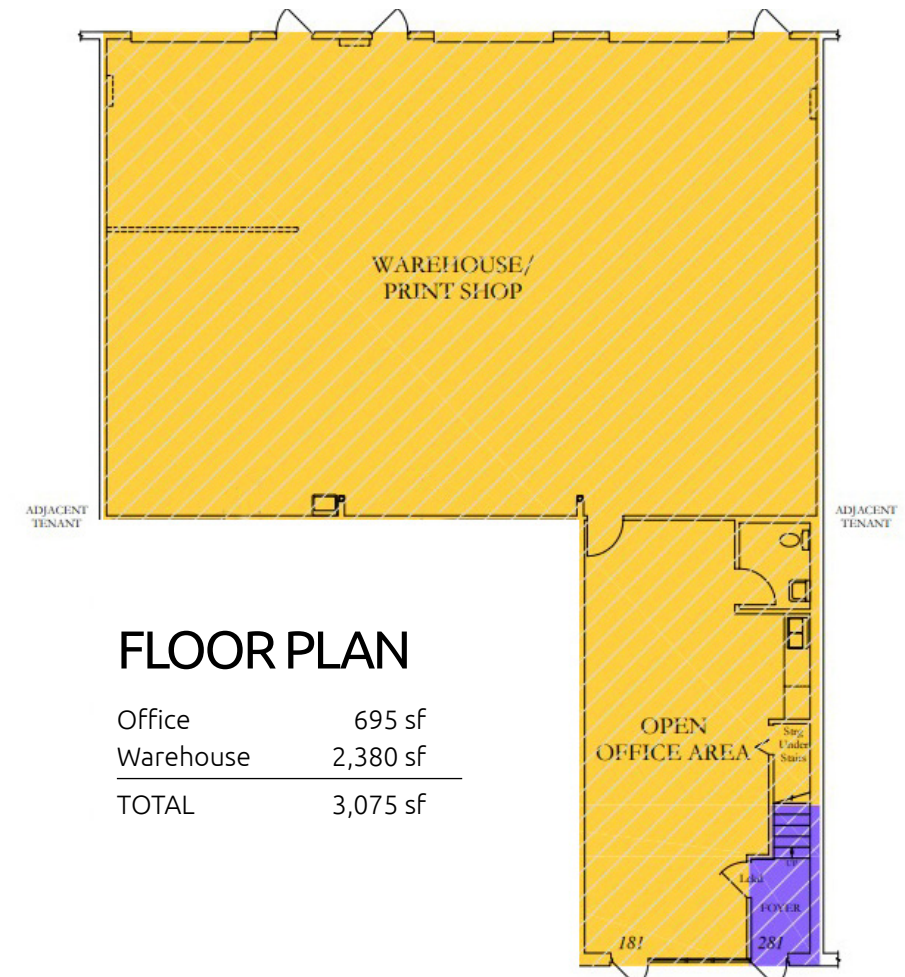 WAREHOUSE/
PRINT SHOP
ADJACENT
TENANT
ADJACENT
TENANT
FLOOR PLAN
Office 695 sf
Warehouse 2,380 sf
TOTAL 3,075 sf
OPEN
OFFICE AREA
Strg
Under
Stairs
UP
FOYER
181
281